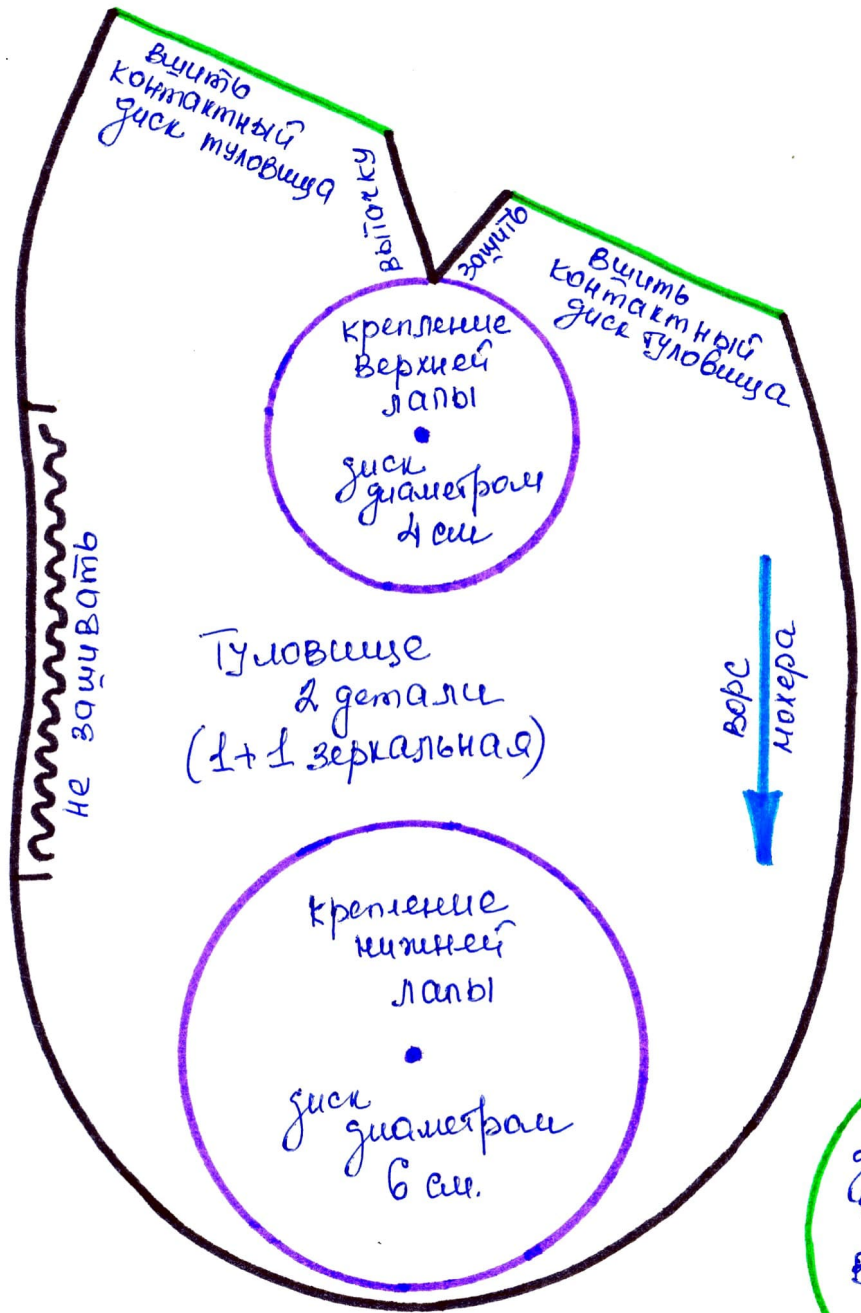 вшить
контактный
диск туловища
выточку
зашить
вшить
контактный
диск туловища
крепление
верхней
лапы
диск
диаметром
4 см
не зашивать
Туловище
2 детали
(1+1 зеркальная)
ворс
мохера
крепление
нижней
лапы
диск
диаметром
6 см.